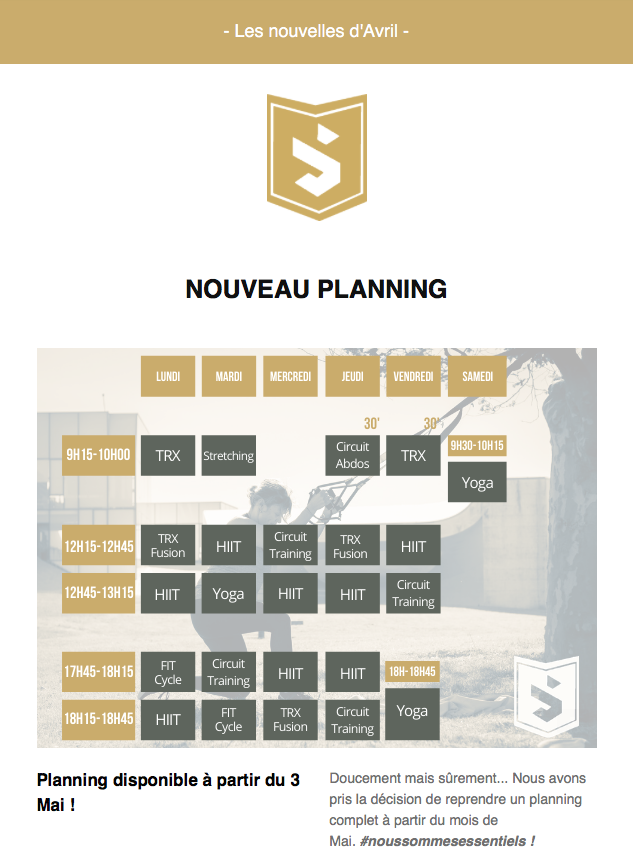 - Les nouvelles d'Avril -
S
NOUVEAU PLANNING
LUNDI MARDI MERCREDI JEUDI VENDREDI SAMEDI
30' 30'
9H15-10H00 TRX Stretching Circuit Abdos TRX 9H30-10H15
Yoga
12H15-12H45 TRX Fusion HIIT Circuit Training TRX Fusion HIIT
12H45-13H15 HIIT Yoga HIIT HIIT Circuit Training
17H45-18H15 FIT Cycle Circuit Training HIIT HIIT 18H-18H45
18H15-18H45 HIIT FIT Cycle TRX Fusion Circuit Training Yoga
S
Planning disponible à partir du 3
Mai !
Doucement mais sûrement... Nous avons
pris la décision de reprendre un planning
complet à partir du mois de
Mai. #noussommesessentiels !